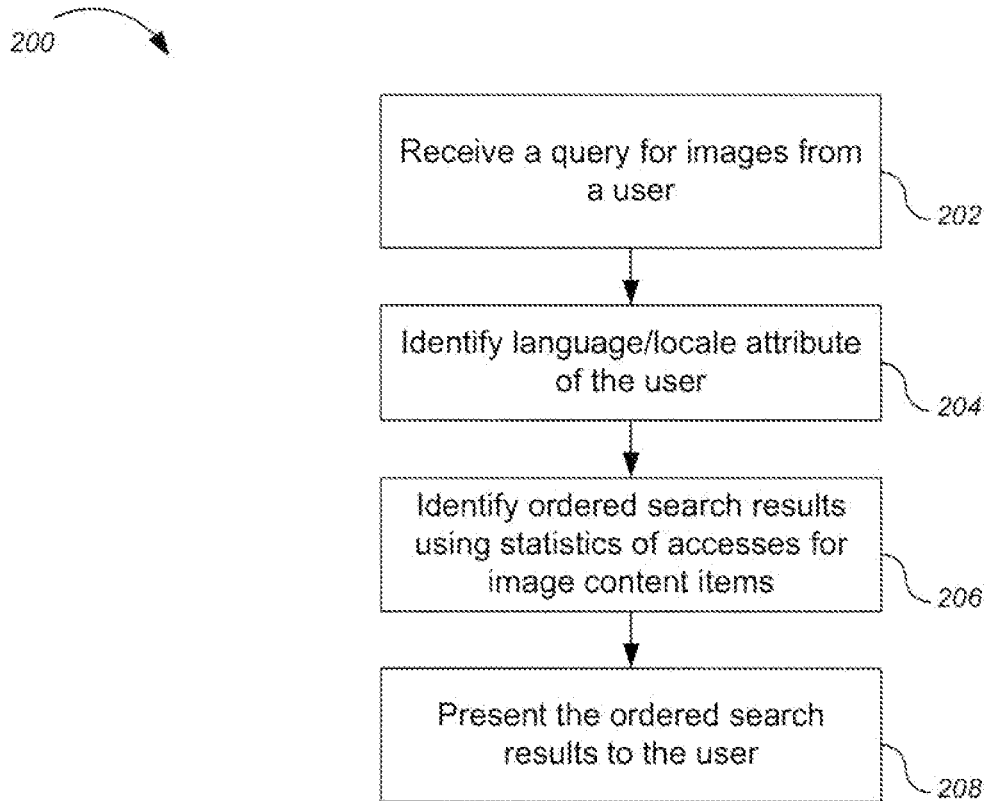 200
Receive a query for images from
a user
202
Identify language/locale attribute
of the user
204
Identify ordered search results
using statistics of accesses for
image content items
206
Present the ordered search
results to the user
208